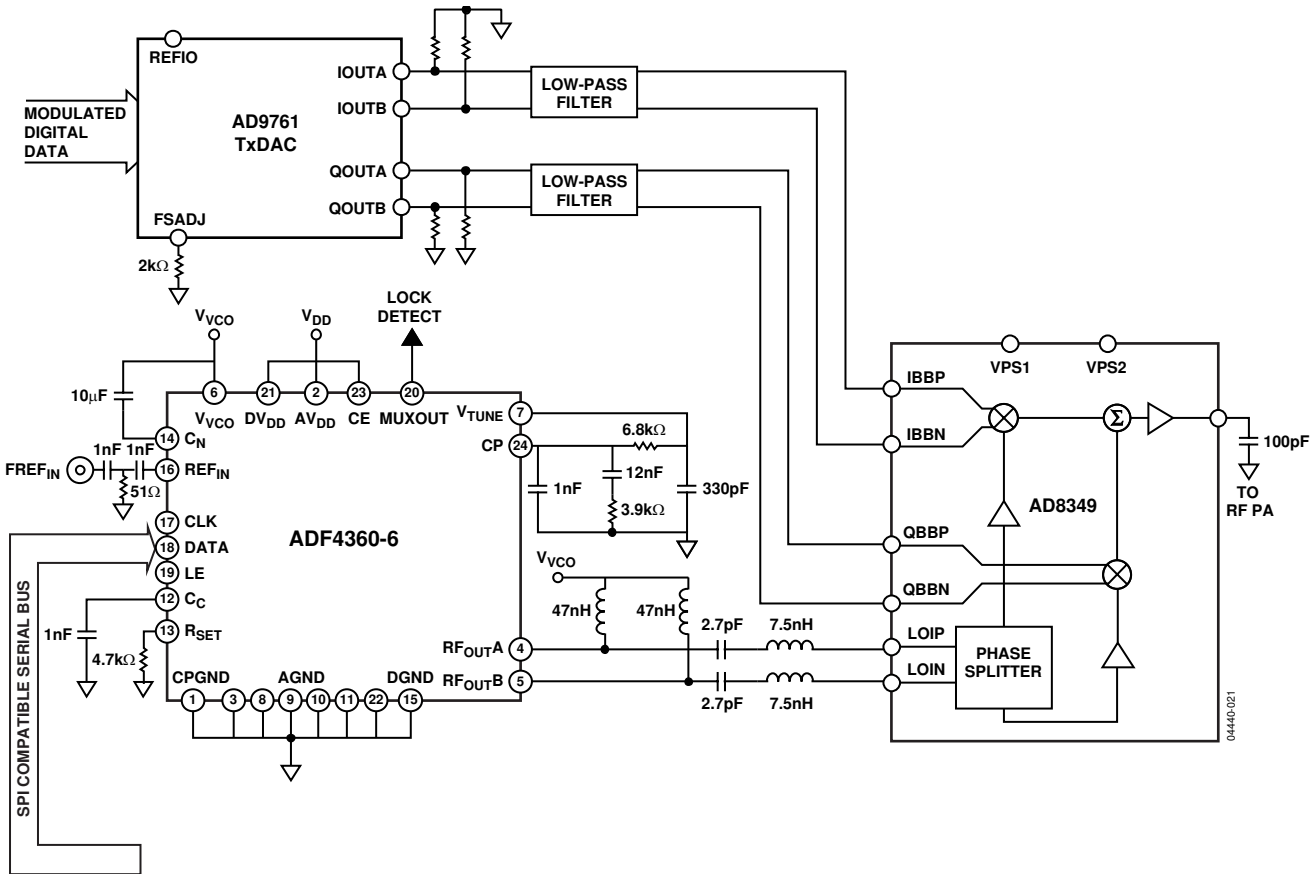 REFIO
IOUTA
IOUTB
AD9761
TxDAC
MODULATED
DIGITAL
DATA
QOUTA
QOUTB
FSADJ
2kΩ
LOW-PASS
FILTER
LOW-PASS
FILTER
VVCO
VDD
LOCK
DETECT
10µF
6
21
2
23
20
VVCO
DVDD
AVDD
CE
MUXOUT
14
CN
1nF
1nF
FREFIN
16
REFIN
51Ω
17
CLK
18
DATA
19
LE
12
CC
13
RSET
1nF
4.7kΩ
ADF4360-6
VTUNE
7
CP
24
6.8kΩ
12nF
1nF
3.9kΩ
330pF
VVCO
47nH
47nH
2.7pF
7.5nH
RFOUTA
4
RFOUTB
5
2.7pF
7.5nH
CPGND
AGND
DGND
1
3
8
9
10
11
22
15
SPI COMPATIBLE SERIAL BUS
VPS1
VPS2
IBBP
IBBN
Σ
100pF
TO
RF PA
AD8349
QBBP
QBBN
LOIP
LOIN
PHASE
SPLITTER
04440-021